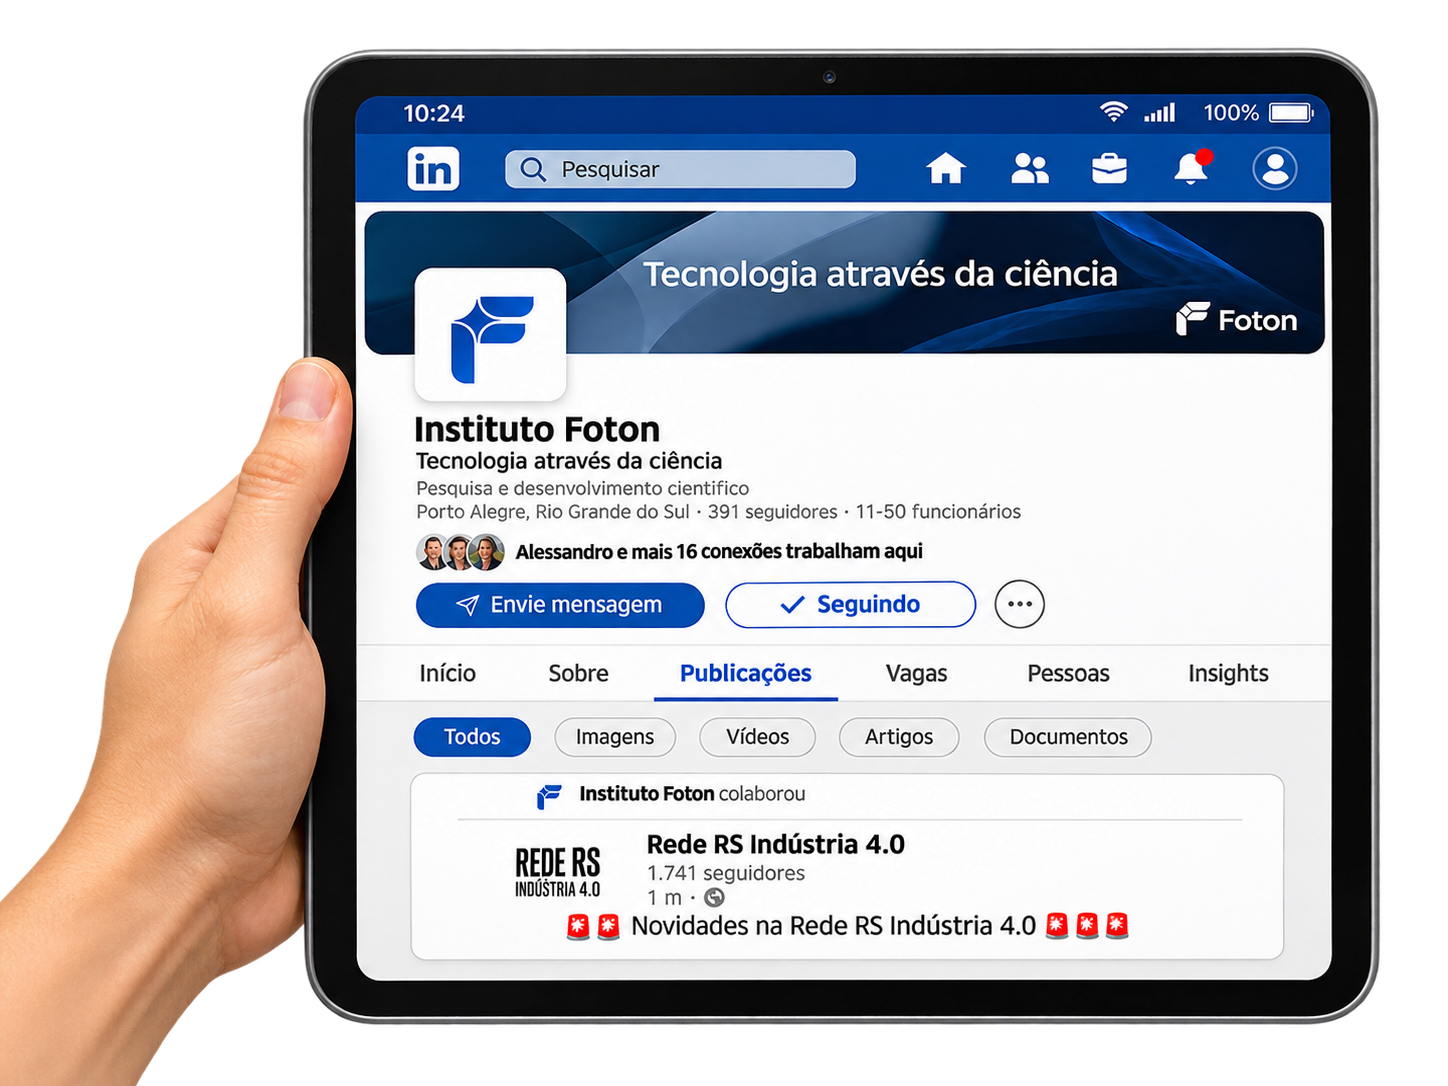 10:24
100%
in
Pesquisar
Tecnologia através da ciência
Foton
Instituto Foton
Tecnologia através da ciência
Pesquisa e desenvolvimento cientifico
Porto Alegre, Rio Grande do Sul · 391 seguidores · 11-50 funcionários
Alessandro e mais 16 conexões trabalham aqui
Envie mensagem
Seguindo
Início Sobre Publicações Vagas Pessoas Insights
Todos Imagens Vídeos Artigos Documentos
Instituto Foton colaborou
REDE RS
INDÚSTRIA 4.0
Rede RS Indústria 4.0
1.741 seguidores
1 m ·
🚨🚨 Novidades na Rede RS Indústria 4.0 🚨🚨🚨